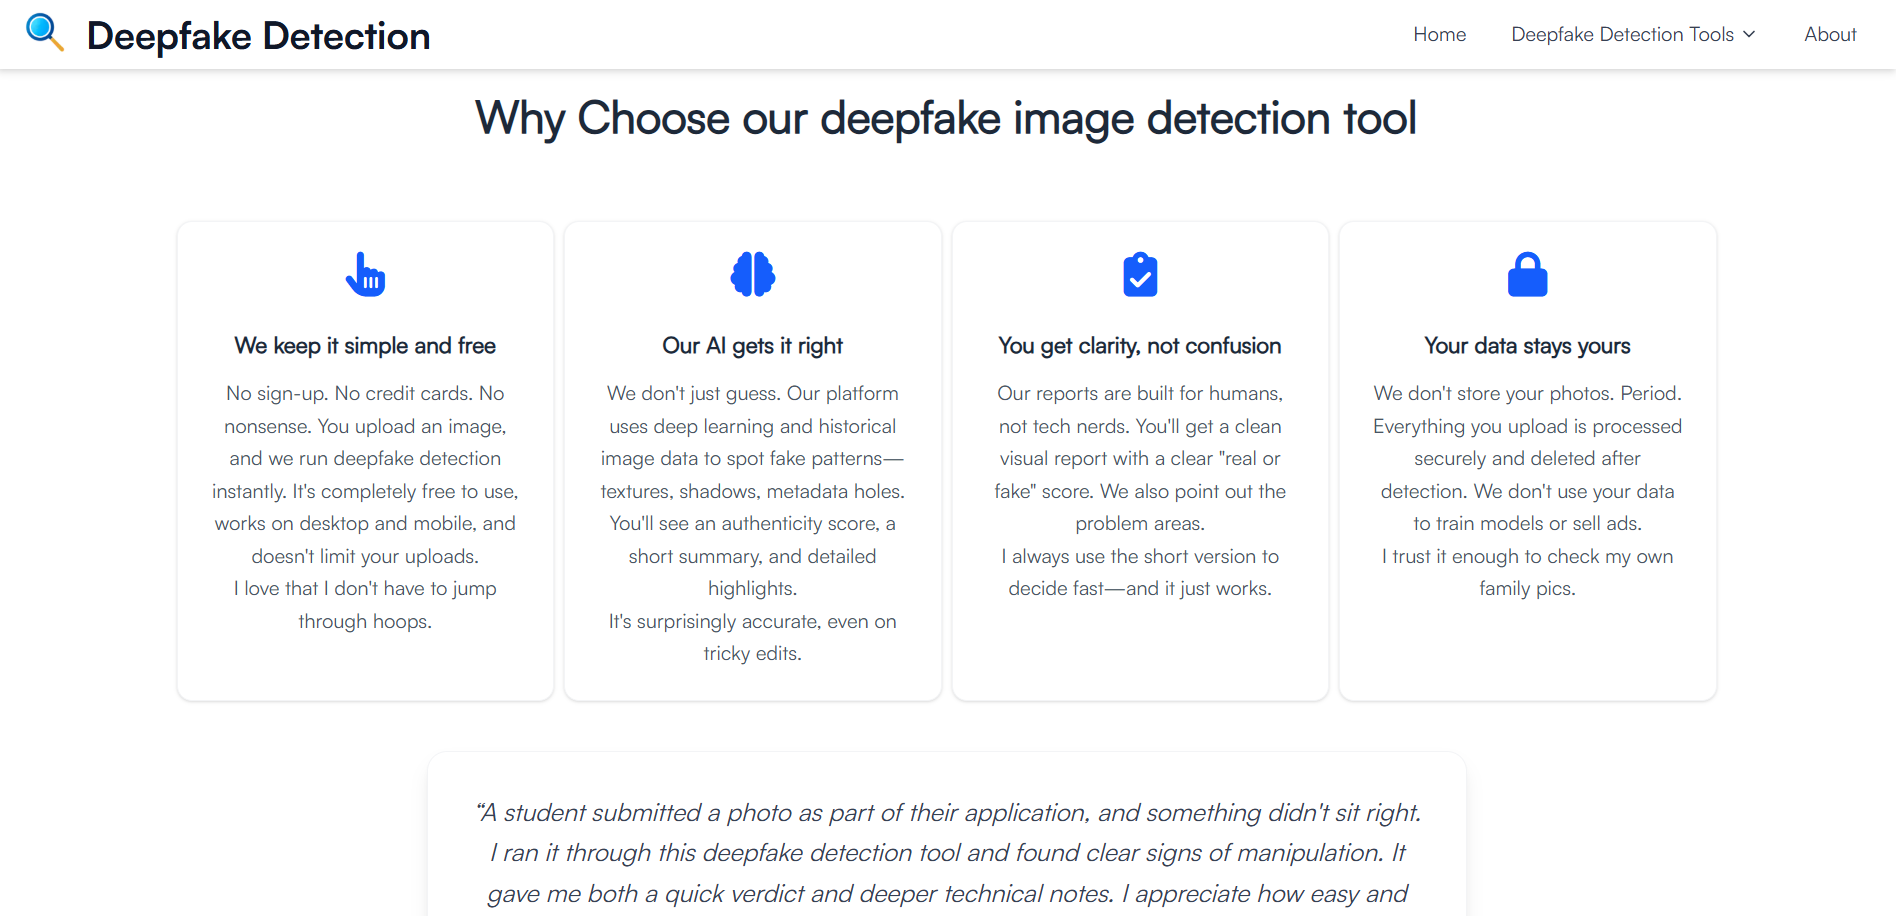 Deepfake Detection
Home
Deepfake Detection Tools
About
Why Choose our deepfake image detection tool
We keep it simple and free
No sign-up. No credit cards. No
nonsense. You upload an image,
and we run deepfake detection
instantly. It's completely free to use,
works on desktop and mobile, and
doesn't limit your uploads.
I love that I don't have to jump
through hoops.
Our AI gets it right
We don't just guess. Our platform
uses deep learning and historical
image data to spot fake patterns—
textures, shadows, metadata holes.
You'll see an authenticity score, a
short summary, and detailed
highlights.
It's surprisingly accurate, even on
tricky edits.
You get clarity, not confusion
Our reports are built for humans,
not tech nerds. You'll get a clean
visual report with a clear "real or
fake" score. We also point out the
problem areas.
I always use the short version to
decide fast—and it just works.
Your data stays yours
We don't store your photos. Period.
Everything you upload is processed
securely and deleted after
detection. We don't use your data
to train models or sell ads.
I trust it enough to check my own
family pics.
“A student submitted a photo as part of their application, and something didn't sit right.
I ran it through this deepfake detection tool and found clear signs of manipulation. It
gave me both a quick verdict and deeper technical notes. I appreciate how easy and